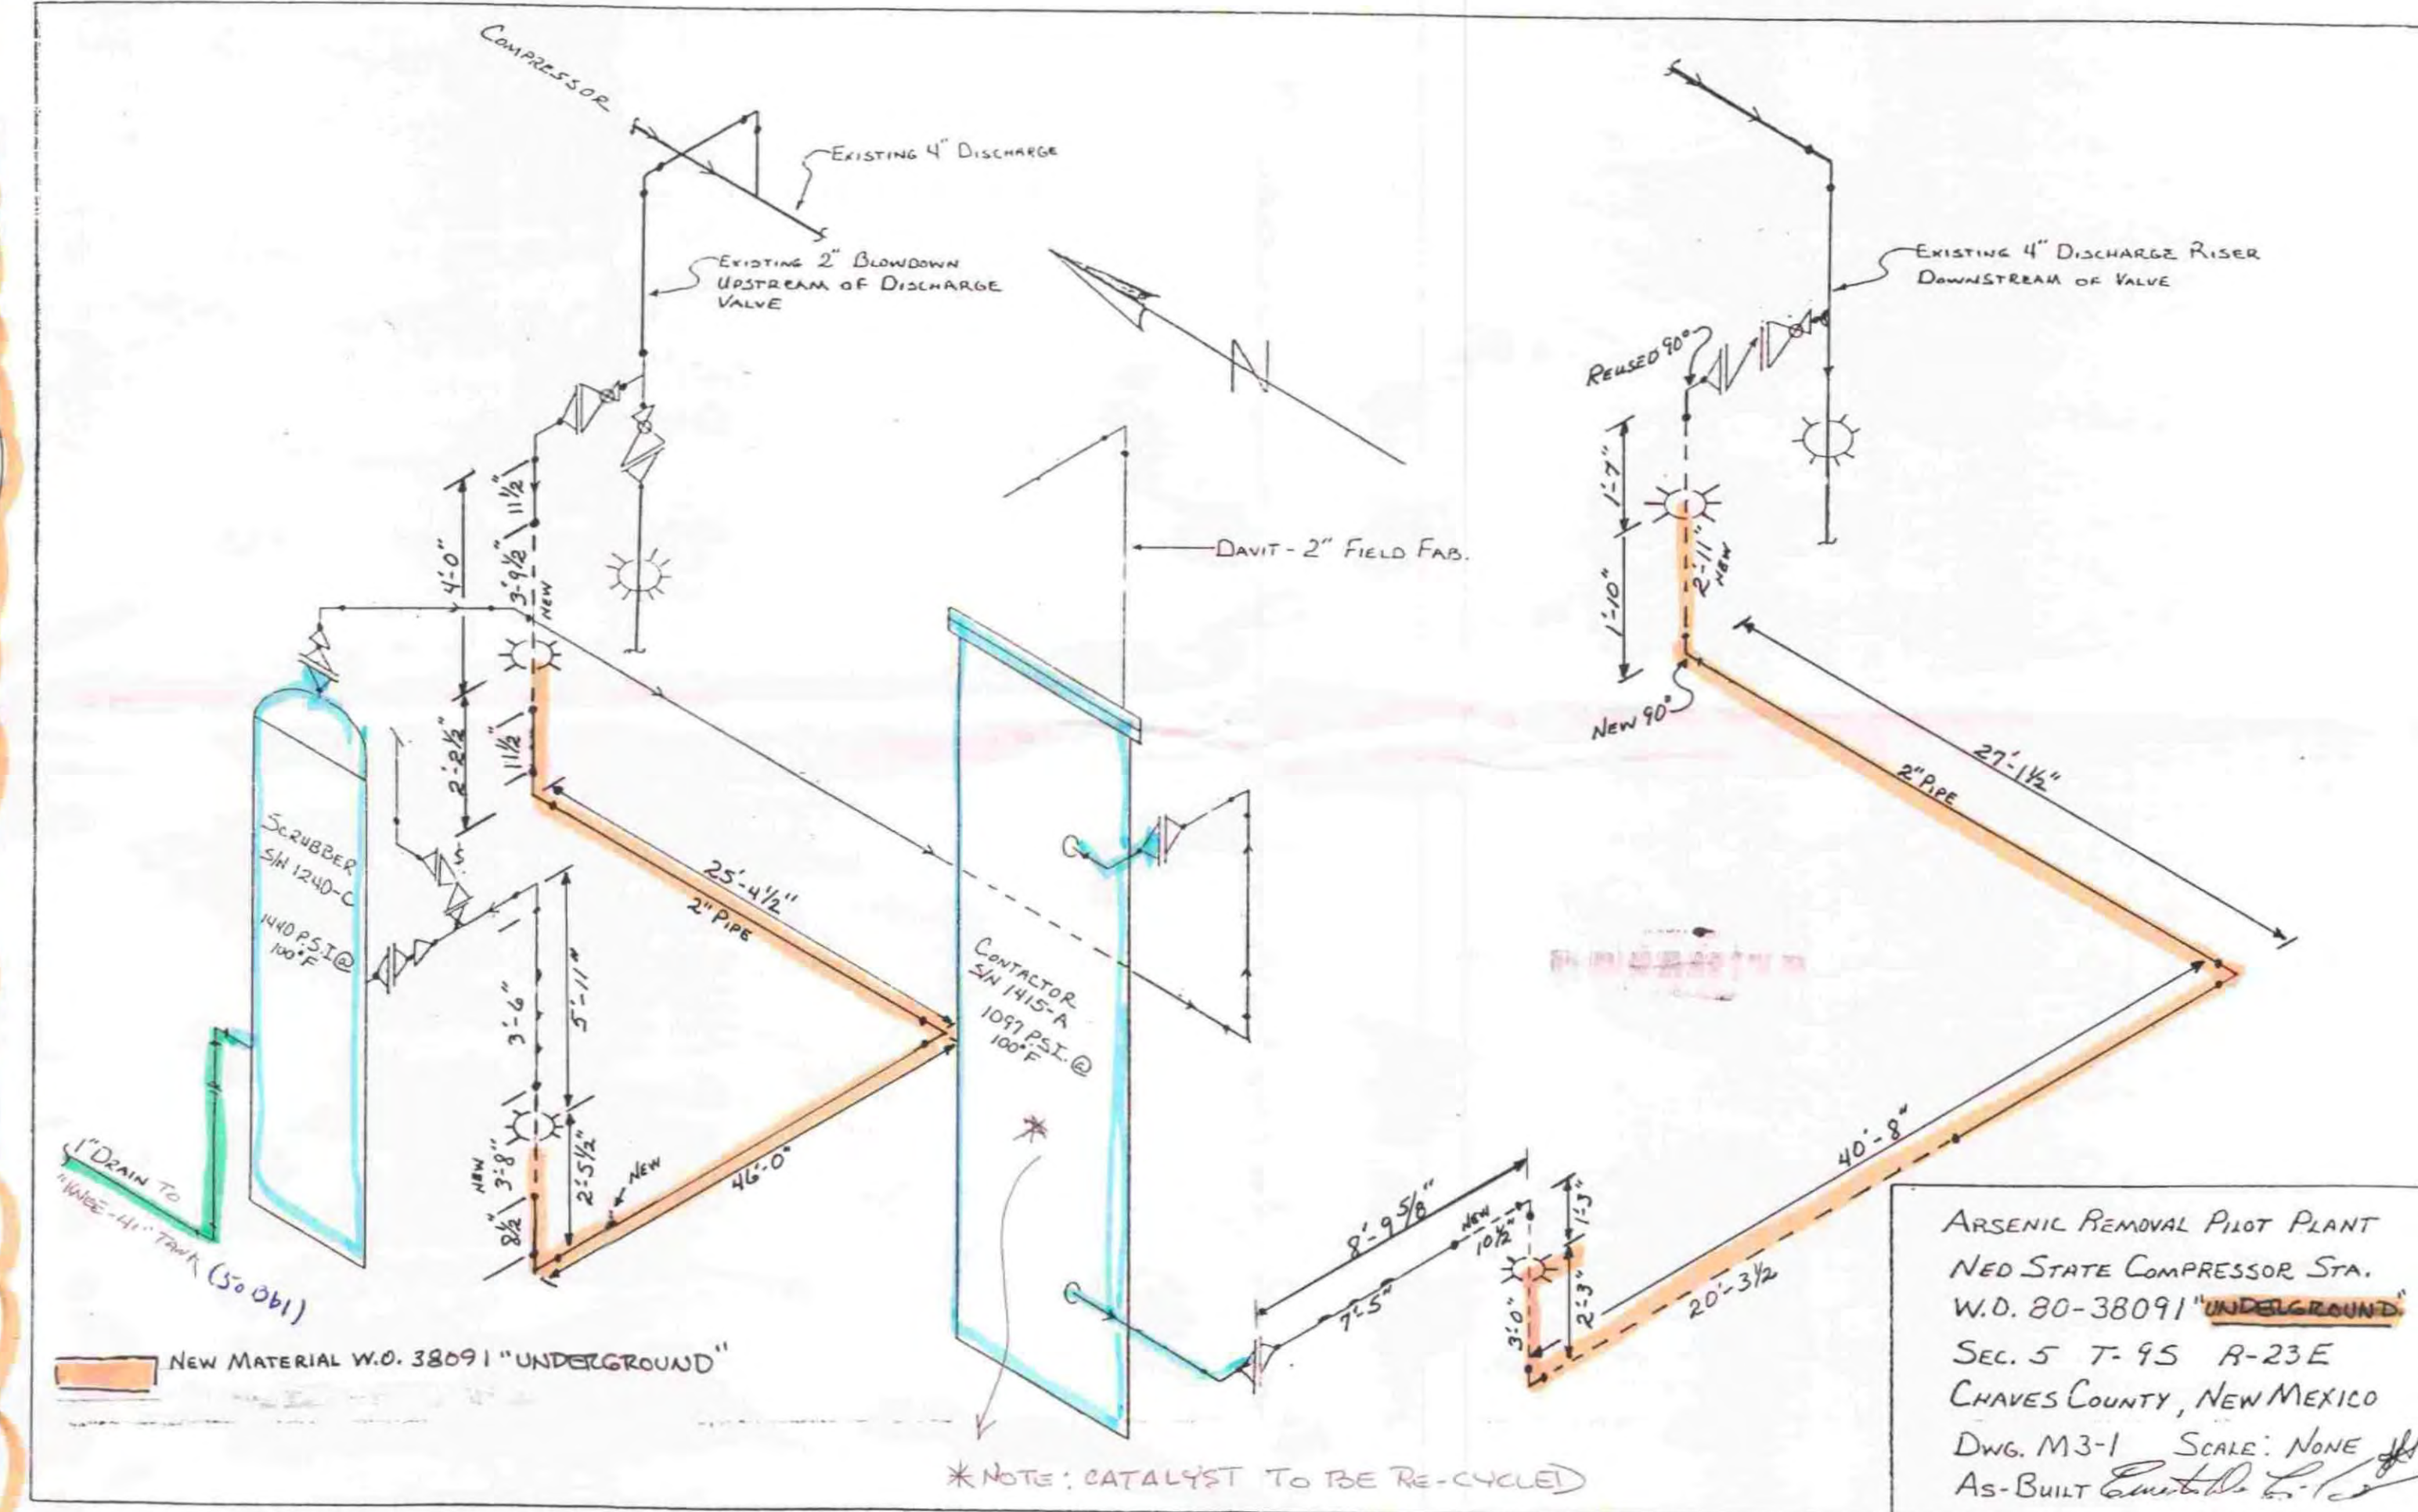 COMPRESSOR
EXISTING 4" DISCHARGE
EXISTING 2" BLOWDOWN
UPSTREAM OF DISCHARGE
VALVE
N
EXISTING 4" DISCHARGE RISER
DOWNSTREAM OF VALVE
REUSED 90°
1'-7"
1'-10"
2'-11"
NEW
NEW 90°
27'-1½"
2" PIPE
DAVIT - 2" FIELD FAB.
4'-0"
11½"
3'-9½"
NEW
2'-2½"
11½"
25'-4½"
2" PIPE
SCRUBBER
S/N 1240-C
1440 P.S.I @
100°F
3'-6"
5'-11"
NEW
3'-8"
8½"
2'-5½"
NEW
46'-0"
CONTACTOR
S/N 1415-A
1097 P.S.I. @
100°F
*
1" DRAIN TO
TANK (50 Bbl)
8'-9 5/8"
7'-5"
NEW
10½"
1'-3"
3'-0"
2'-3"
40'-8"
20'-3½
NEW MATERIAL W.O. 38091 "UNDERGROUND"
* NOTE: CATALYST TO BE RE-CYCLED
ARSENIC REMOVAL PILOT PLANT
NED STATE COMPRESSOR STA.
W.O. 80-38091 "UNDERGROUND"
SEC. 5 T-9S R-23E
CHAVES COUNTY, NEW MEXICO
DWG. M3-1 SCALE: NONE
AS-BUILT